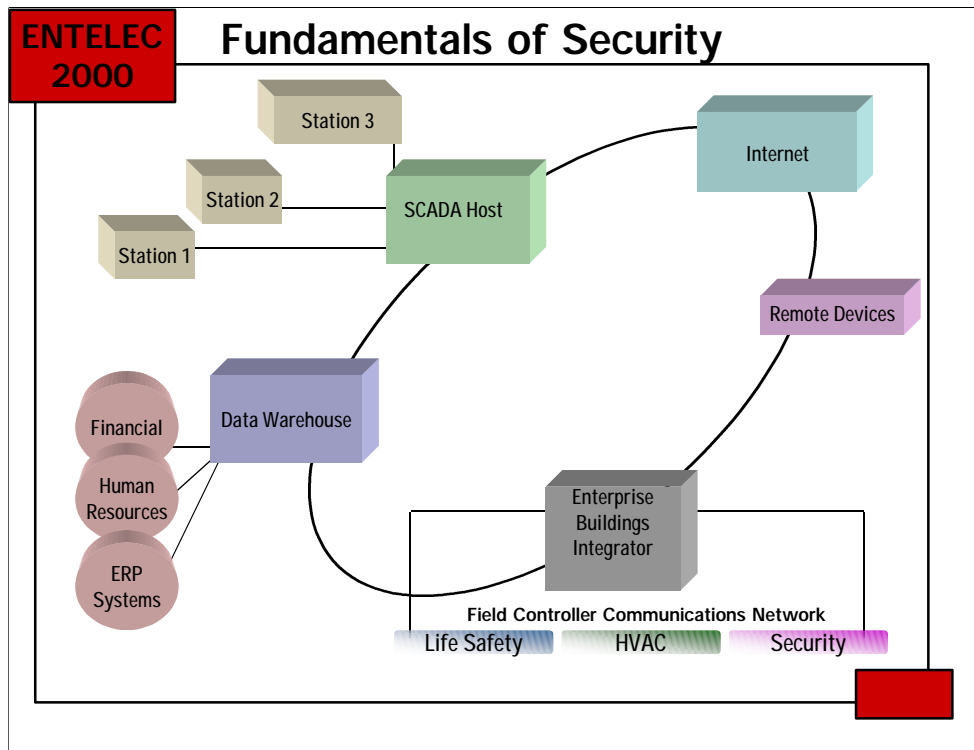 ENTELEC
2000
Fundamentals of Security
Station 3
Station 2
Station 1
SCADA Host
Internet
Remote Devices
Data Warehouse
Financial
Human
Resources
ERP
Systems
Enterprise
Buildings
Integrator
Field Controller Communications Network
Life Safety
HVAC
Security